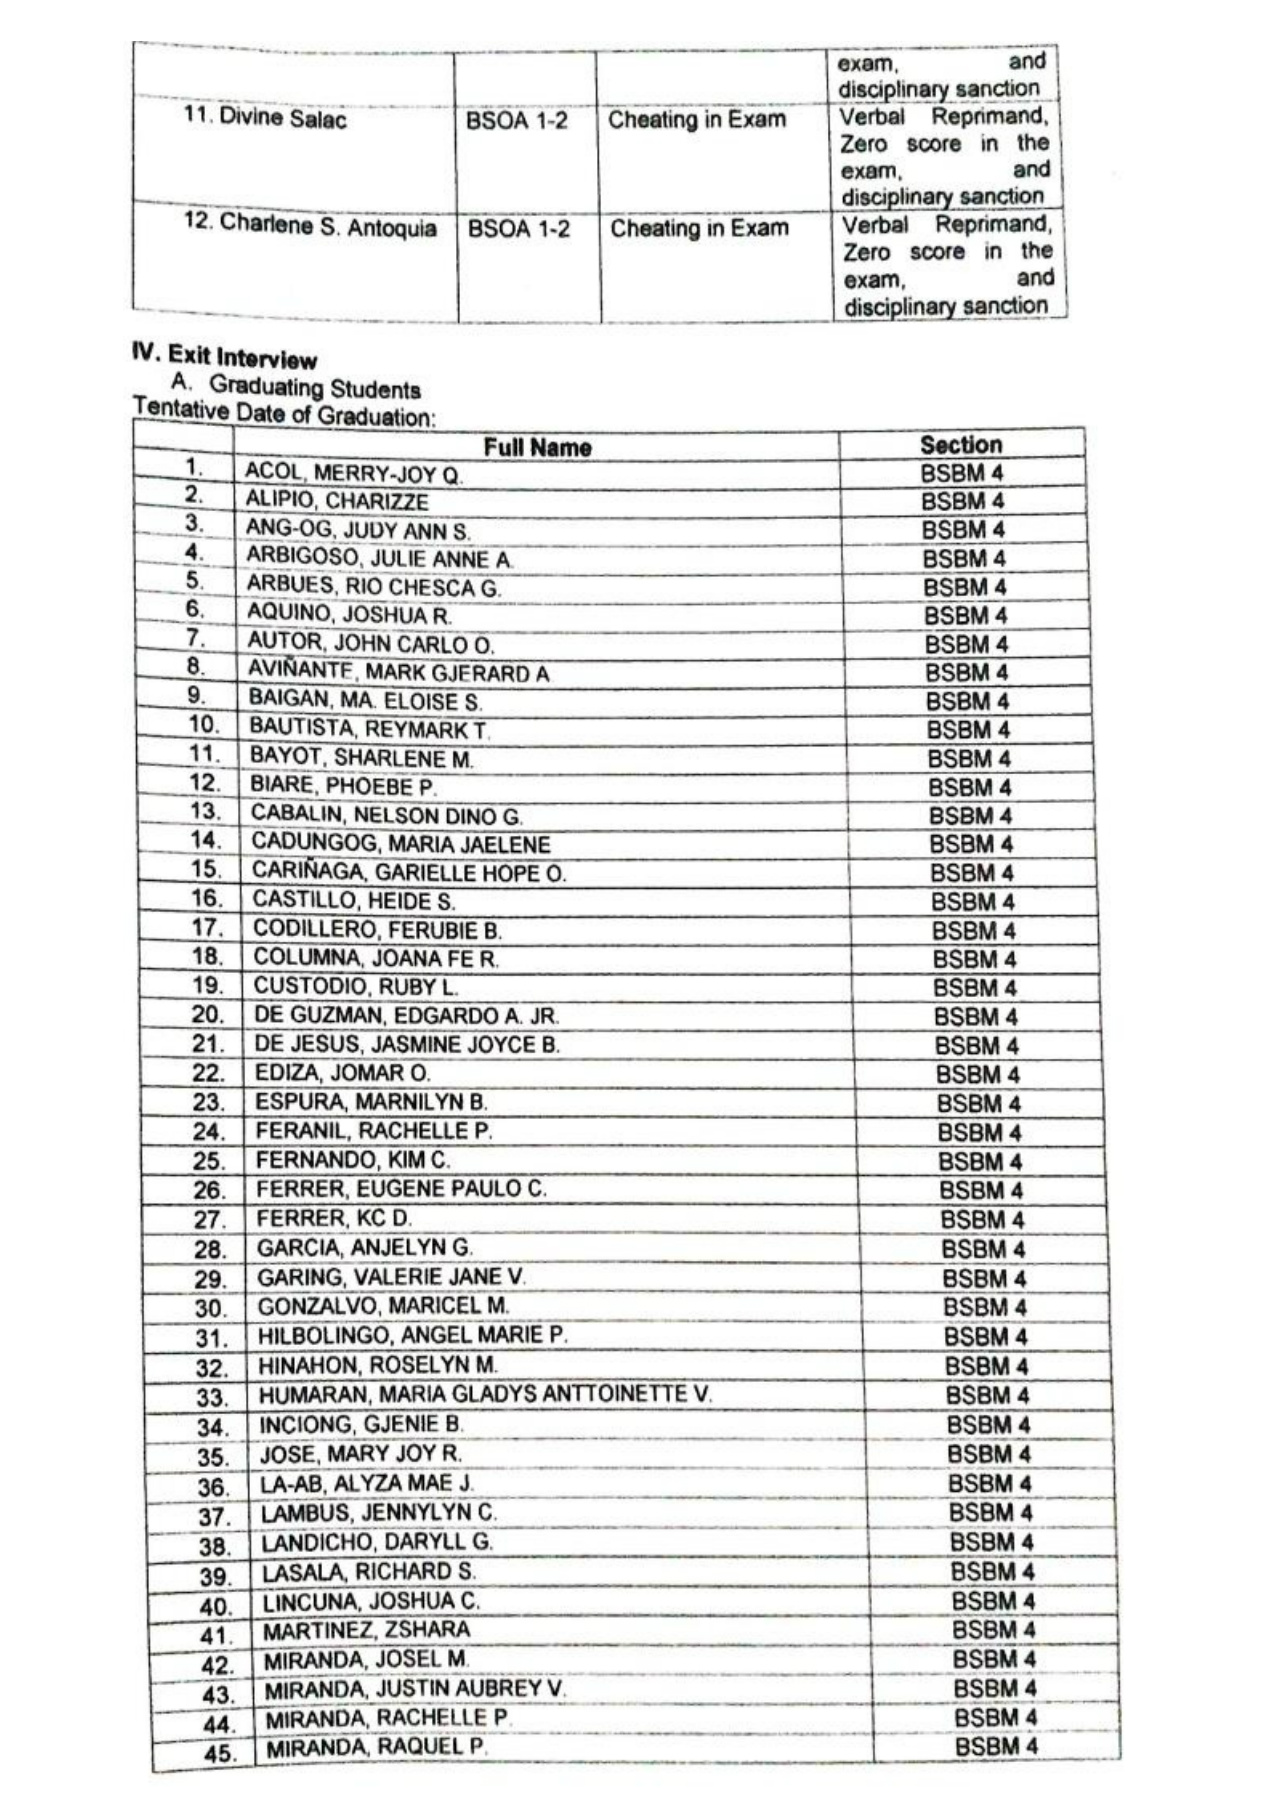 exam, and
disciplinary sanction
11. Divine Salac BSOA 1-2 Cheating in Exam Verbal Reprimand,
Zero score in the
exam, and
disciplinary sanction
12. Charlene S. Antoquia BSOA 1-2 Cheating in Exam Verbal Reprimand,
Zero score in the
exam, and
disciplinary sanction
IV. Exit Interview
A. Graduating Students
Tentative Date of Graduation:
Full Name Section
1. ACOL, MERRY-JOY Q. BSBM 4
2. ALIPIO, CHARIZZE BSBM 4
3. ANG-OG, JUDY ANN S. BSBM 4
4. ARBIGOSO, JULIE ANNE A. BSBM 4
5. ARBUES, RIO CHESCA G. BSBM 4
6. AQUINO, JOSHUA R. BSBM 4
7. AUTOR, JOHN CARLO O. BSBM 4
8. AVIÑANTE, MARK GJERARD A BSBM 4
9. BAIGAN, MA. ELOISE S. BSBM 4
10. BAUTISTA, REYMARK T. BSBM 4
11. BAYOT, SHARLENE M. BSBM 4
12. BIARE, PHOEBE P. BSBM 4
13. CABALIN, NELSON DINO G. BSBM 4
14. CADUNGOG, MARIA JAELENE BSBM 4
15. CARIÑAGA, GARIELLE HOPE O. BSBM 4
16. CASTILLO, HEIDE S. BSBM 4
17. CODILLERO, FERUBIE B. BSBM 4
18. COLUMNA, JOANA FE R. BSBM 4
19. CUSTODIO, RUBY L. BSBM 4
20. DE GUZMAN, EDGARDO A. JR. BSBM 4
21. DE JESUS, JASMINE JOYCE B. BSBM 4
22. EDIZA, JOMAR O. BSBM 4
23. ESPURA, MARNILYN B. BSBM 4
24. FERANIL, RACHELLE P. BSBM 4
25. FERNANDO, KIM C. BSBM 4
26. FERRER, EUGENE PAULO C. BSBM 4
27. FERRER, KC D. BSBM 4
28. GARCIA, ANJELYN G. BSBM 4
29. GARING, VALERIE JANE V. BSBM 4
30. GONZALVO, MARICEL M. BSBM 4
31. HILBOLINGO, ANGEL MARIE P. BSBM 4
32. HINAHON, ROSELYN M. BSBM 4
33. HUMARAN, MARIA GLADYS ANTTOINETTE V. BSBM 4
34. INCIONG, GJENIE B. BSBM 4
35. JOSE, MARY JOY R. BSBM 4
36. LA-AB, ALYZA MAE J. BSBM 4
37. LAMBUS, JENNYLYN C. BSBM 4
38. LANDICHO, DARYLL G. BSBM 4
39. LASALA, RICHARD S. BSBM 4
40. LINCUNA, JOSHUA C. BSBM 4
41. MARTINEZ, ZSHARA BSBM 4
42. MIRANDA, JOSEL M. BSBM 4
43. MIRANDA, JUSTIN AUBREY V. BSBM 4
44. MIRANDA, RACHELLE P. BSBM 4
45. MIRANDA, RAQUEL P. BSBM 4